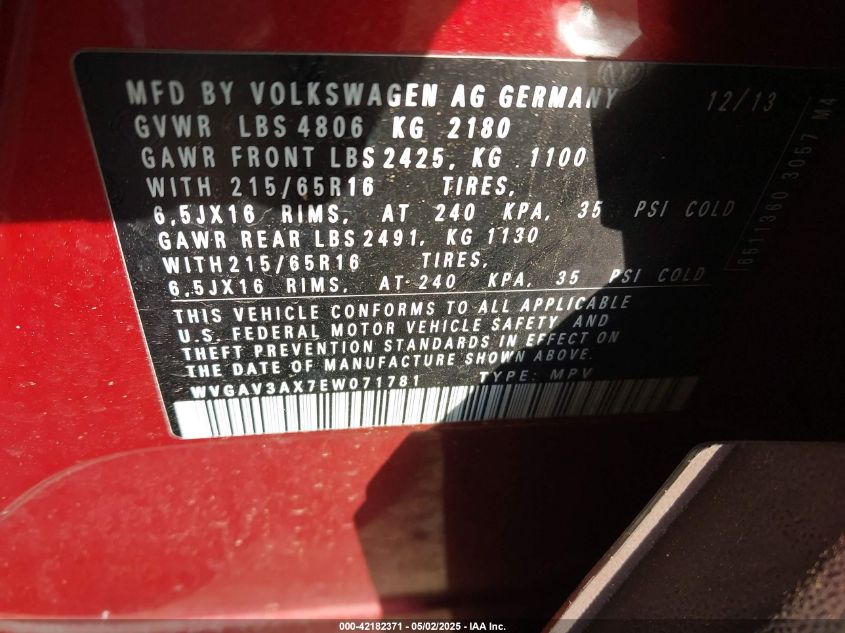 MFD BY VOLKSWAGEN AG GERMANY 12/13
GVWR LBS 4806 KG 2180
GAWR FRONT LBS 2425, KG 1100
WITH 215/65R16 TIRES,
6,5JX16 RIMS, AT 240 KPA, 35 PSI COLD
GAWR REAR LBS 2491, KG 1130
WITH 215/65R16 TIRES,
6,5JX16 RIMS, AT 240 KPA, 35 PSI COLD
THIS VEHICLE CONFORMS TO ALL APPLICABLE
U.S. FEDERAL MOTOR VEHICLE SAFETY, AND
THEFT PREVENTION STANDARDS IN EFFECT ON
THE DATE OF MANUFACTURE SHOWN ABOVE.
WVGAV3AX7EW071781 TYPE: MPV
6511360 3057 M4
000-42182371 - 05/02/2025 - IAA Inc.